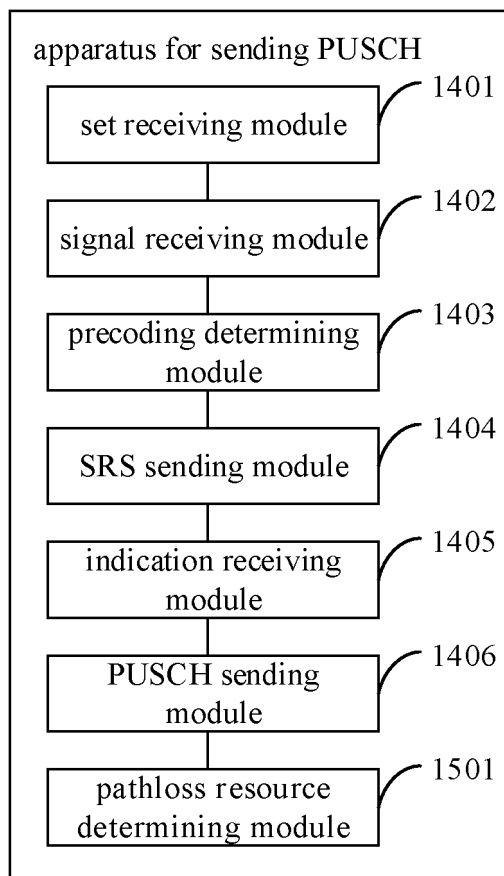 apparatus for sending PUSCH
1401
set receiving module
1402
signal receiving module
1403
precoding determining
module
1404
SRS sending module
1405
indication receiving
module
1406
PUSCH sending
module
1501
pathloss resource
determining module